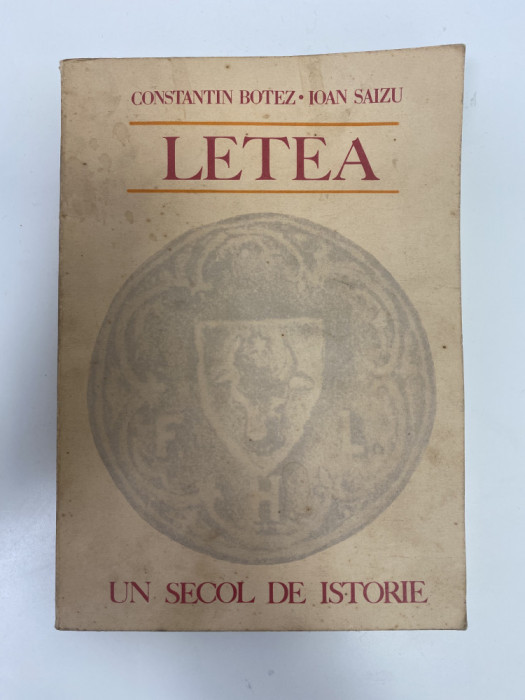 CONSTANTIN BOTEZ • IOAN SAIZU
LETEA
F. H L.
UN SECOL DE ISTORIE